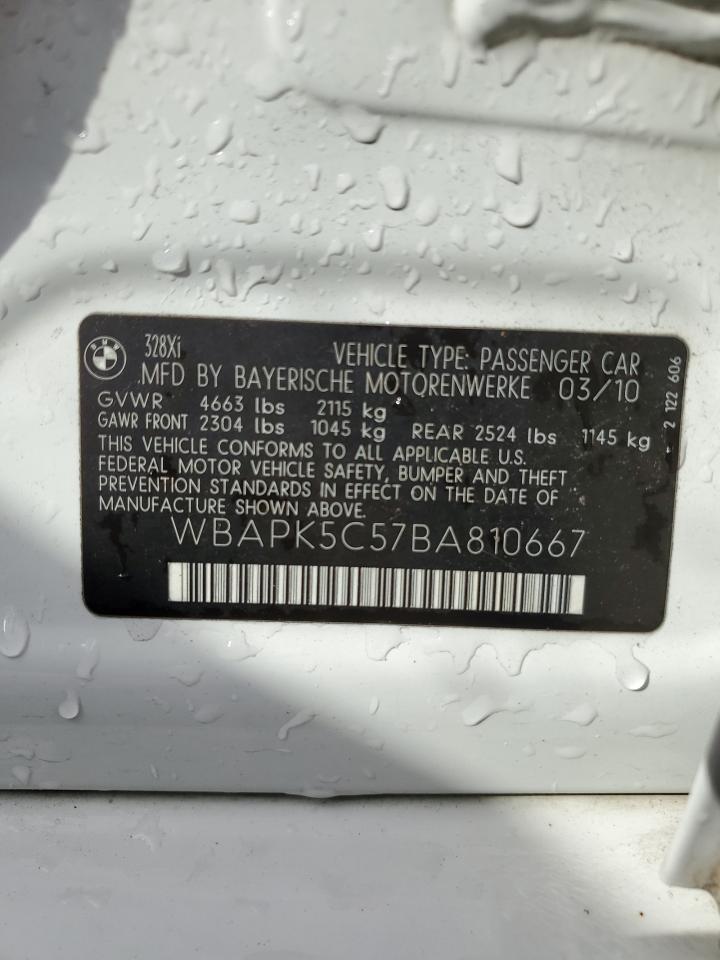 BMW
328Xi
VEHICLE TYPE: PASSENGER CAR
MFD BY BAYERISCHE MOTORENWERKE 03/10
GVWR 4663 lbs 2115 kg
GAWR FRONT 2304 lbs 1045 kg REAR 2524 lbs 1145 kg
THIS VEHICLE CONFORMS TO ALL APPLICABLE U.S.
FEDERAL MOTOR VEHICLE SAFETY, BUMPER AND THEFT
PREVENTION STANDARDS IN EFFECT ON THE DATE OF
MANUFACTURE SHOWN ABOVE.
WBAPK5C57BA810667
- 2 122 606